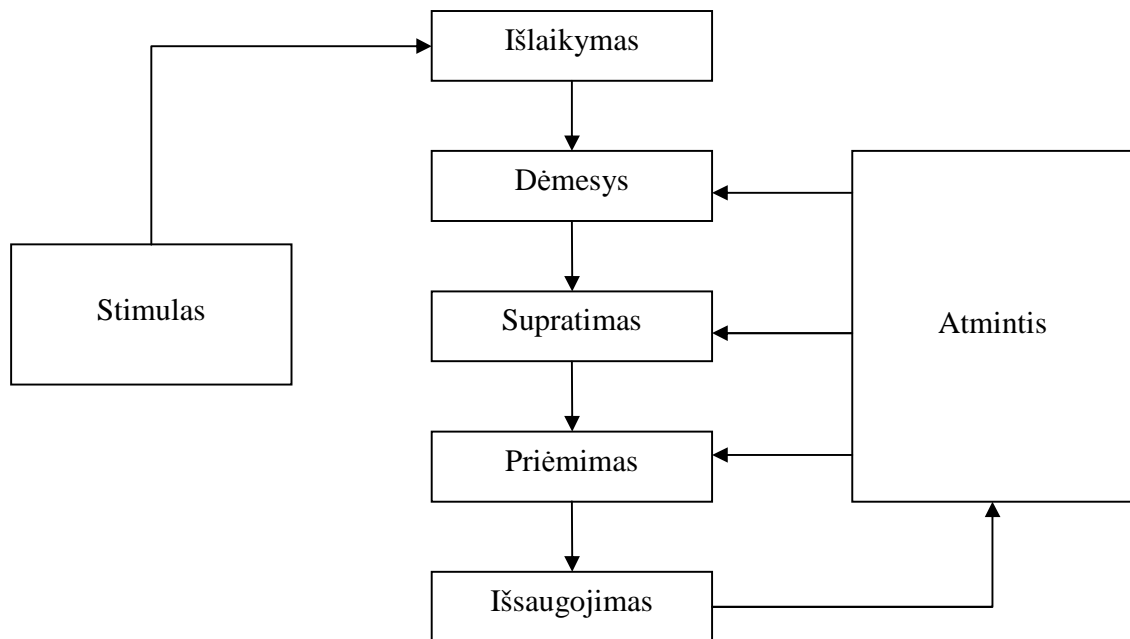 Išlaikymas
Dėmesys
Stimulas
Supratimas
Atmintis
Priėmimas
Išsaugojimas